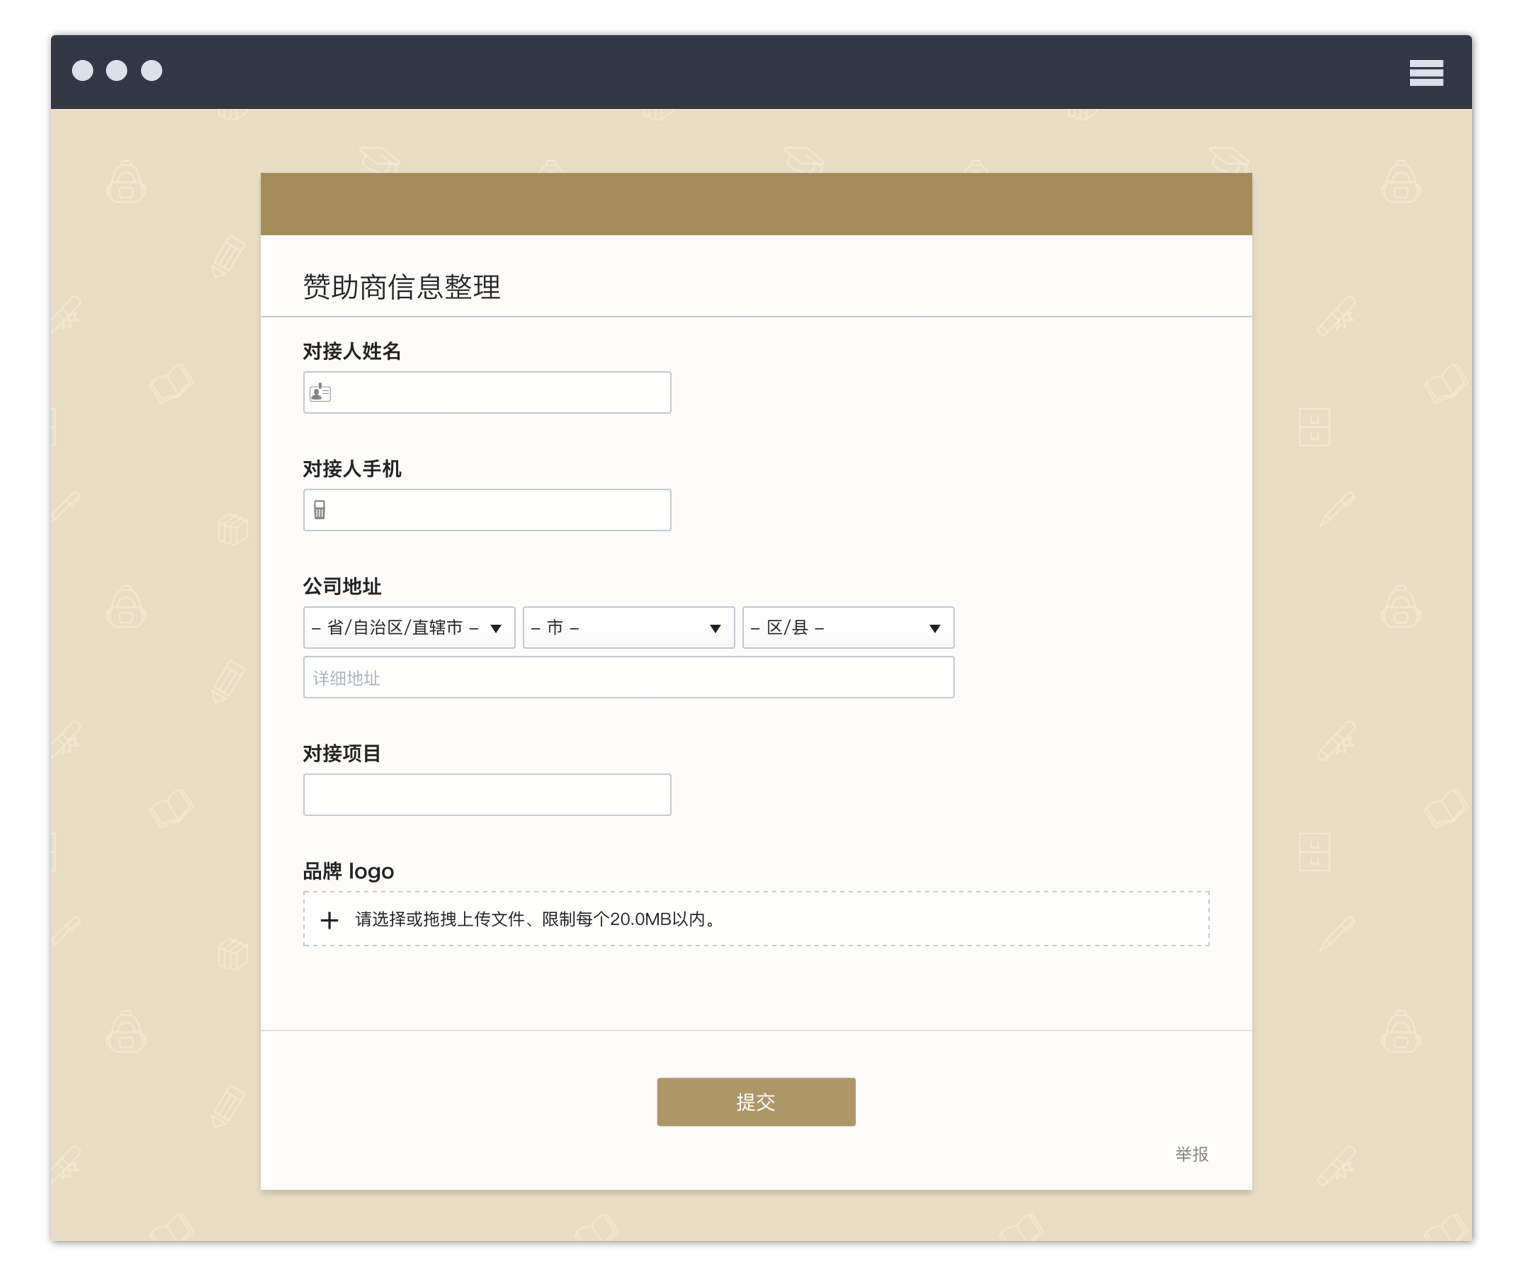 赞助商信息整理
对接人姓名
对接人手机
公司地址
– 省/自治区/直辖市 – – 市 – – 区/县 –
详细地址
对接项目
品牌 logo
请选择或拖拽上传文件、限制每个20.0MB以内。
提交
举报